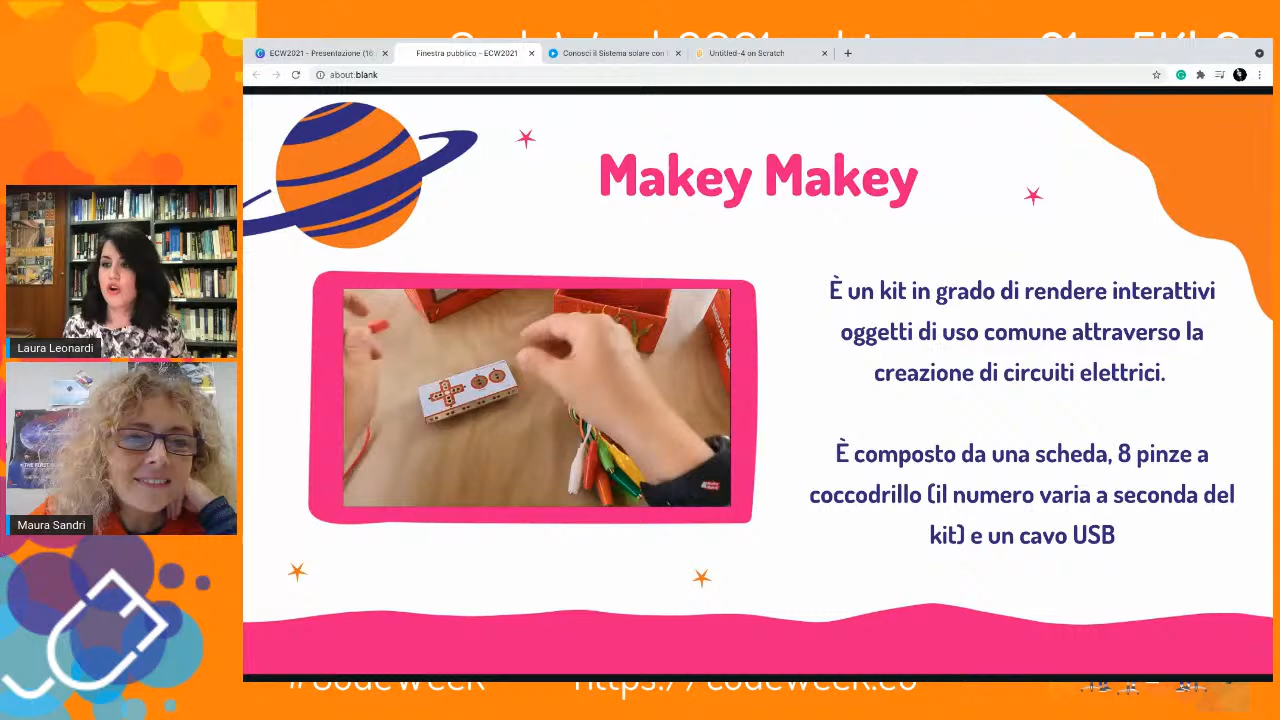 ECW2021 - Presentazione (16
Finestra pubblico - ECW2021
Conosci il Sistema solare con
Untitled-4 on Scratch
about:blank
Makey Makey
È un kit in grado di rendere interattivi
oggetti di uso comune attraverso la
creazione di circuiti elettrici.
È composto da una scheda, 8 pinze a
coccodrillo (il numero varia a seconda del
kit) e un cavo USB
Laura Leonardi
Maura Sandri
#CodeWeek
https://codeweek.eu